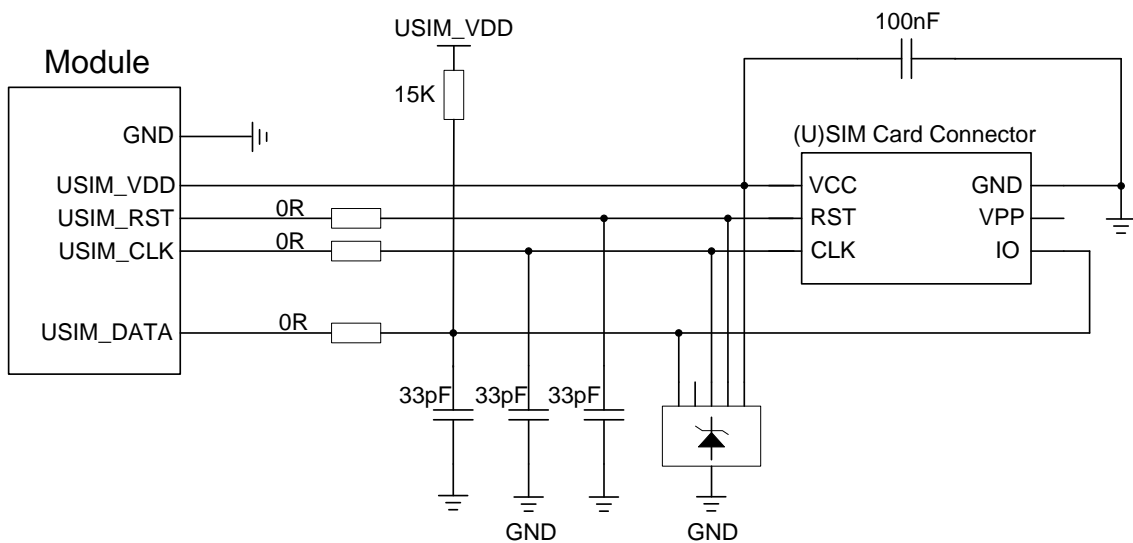 100nF
USIM_VDD
Module
15K
(U)SIM Card Connector
GND
USIM_VDD
VCC
GND
USIM_RST
0R
RST
VPP
USIM_CLK
0R
CLK
IO
USIM_DATA
0R
33pF
33pF
33pF
GND
GND